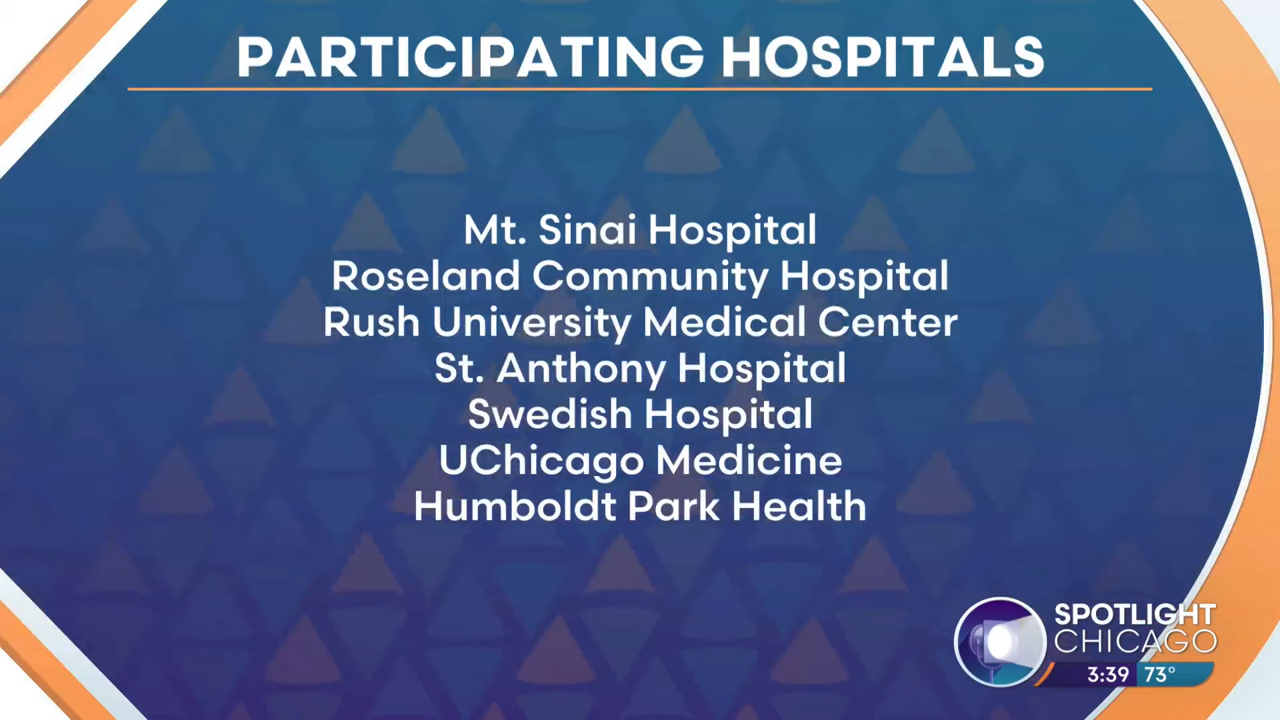 PARTICIPATING HOSPITALS
Mt. Sinai Hospital
Roseland Community Hospital
Rush University Medical Center
St. Anthony Hospital
Swedish Hospital
UChicago Medicine
Humboldt Park Health
SPOTLIGHT
CHICAGO
3:39 73°